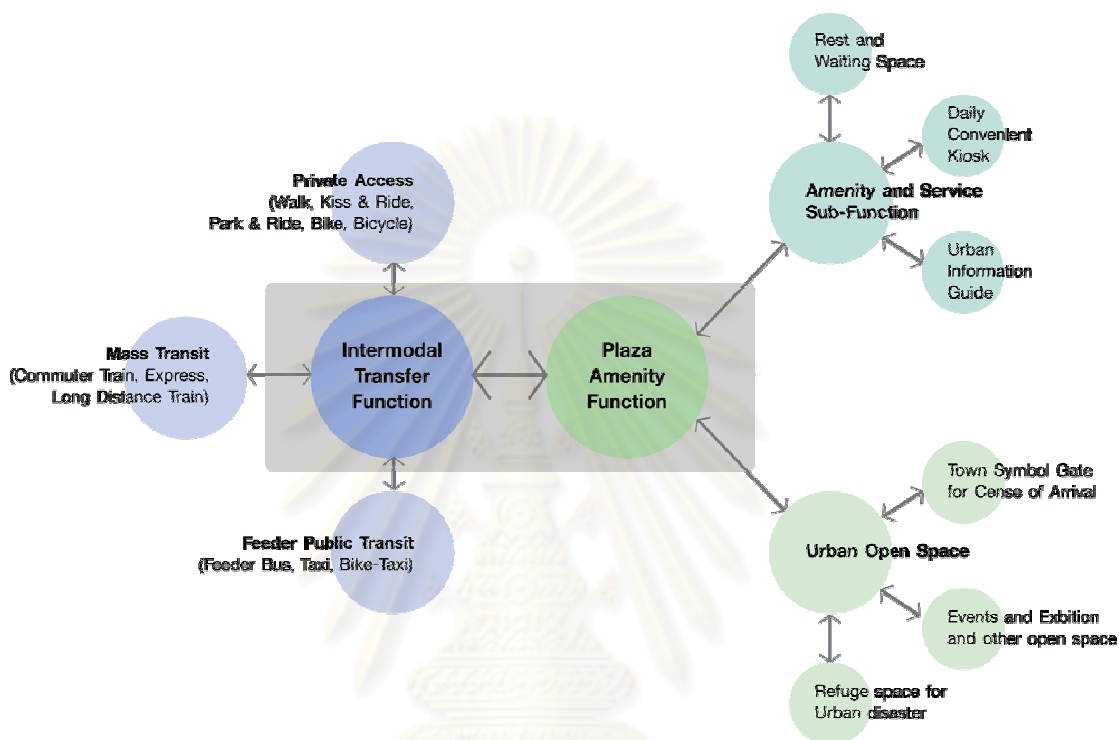 Rest and
Waiting Space
Daily
Convenient
Kiosk
Amenity and Service
Sub-Function
Urban
Information
Guide
Private Access
(Walk, Kiss & Ride,
Park & Ride, Bike, Bicycle)
Mass Transit
(Commuter Train, Express,
Long Distance Train)
Intermodal
Transfer
Function
Plaza
Amenity
Function
Feeder Public Transit
(Feeder Bus, Taxi, Bike-Taxi)
Town Symbol Gate
for Cense of Arrival
Urban Open Space
Events and Exbition
and other open space
Refuge space for
Urban disaster